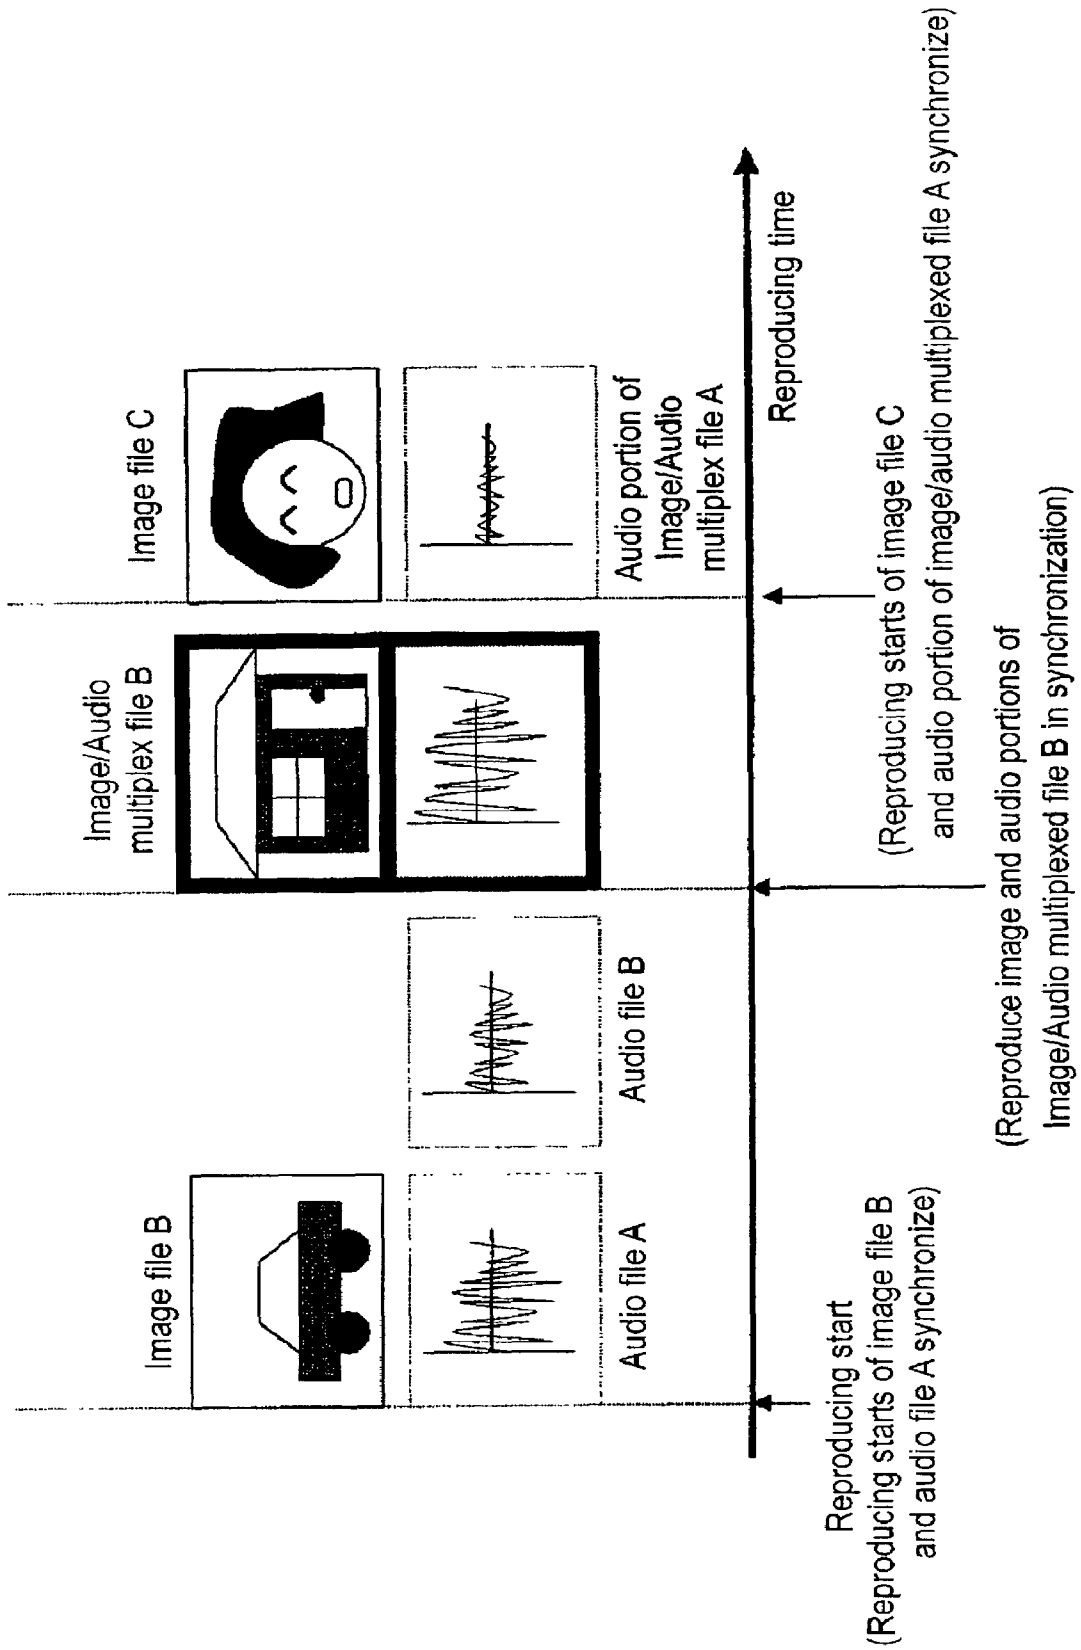 Image file B
Image/Audio
multiplex file B
Image file C
Audio file A
Audio file B
Audio portion of
Image/Audio
multiplex file A
Reproducing time
Reproducing start
(Reproducing starts of image file B
and audio file A synchronize)
(Reproduce image and audio portions of
Image/Audio multiplexed file B in synchronization)
(Reproducing starts of image file C
and audio portion of image/audio multiplexed file A synchronize)